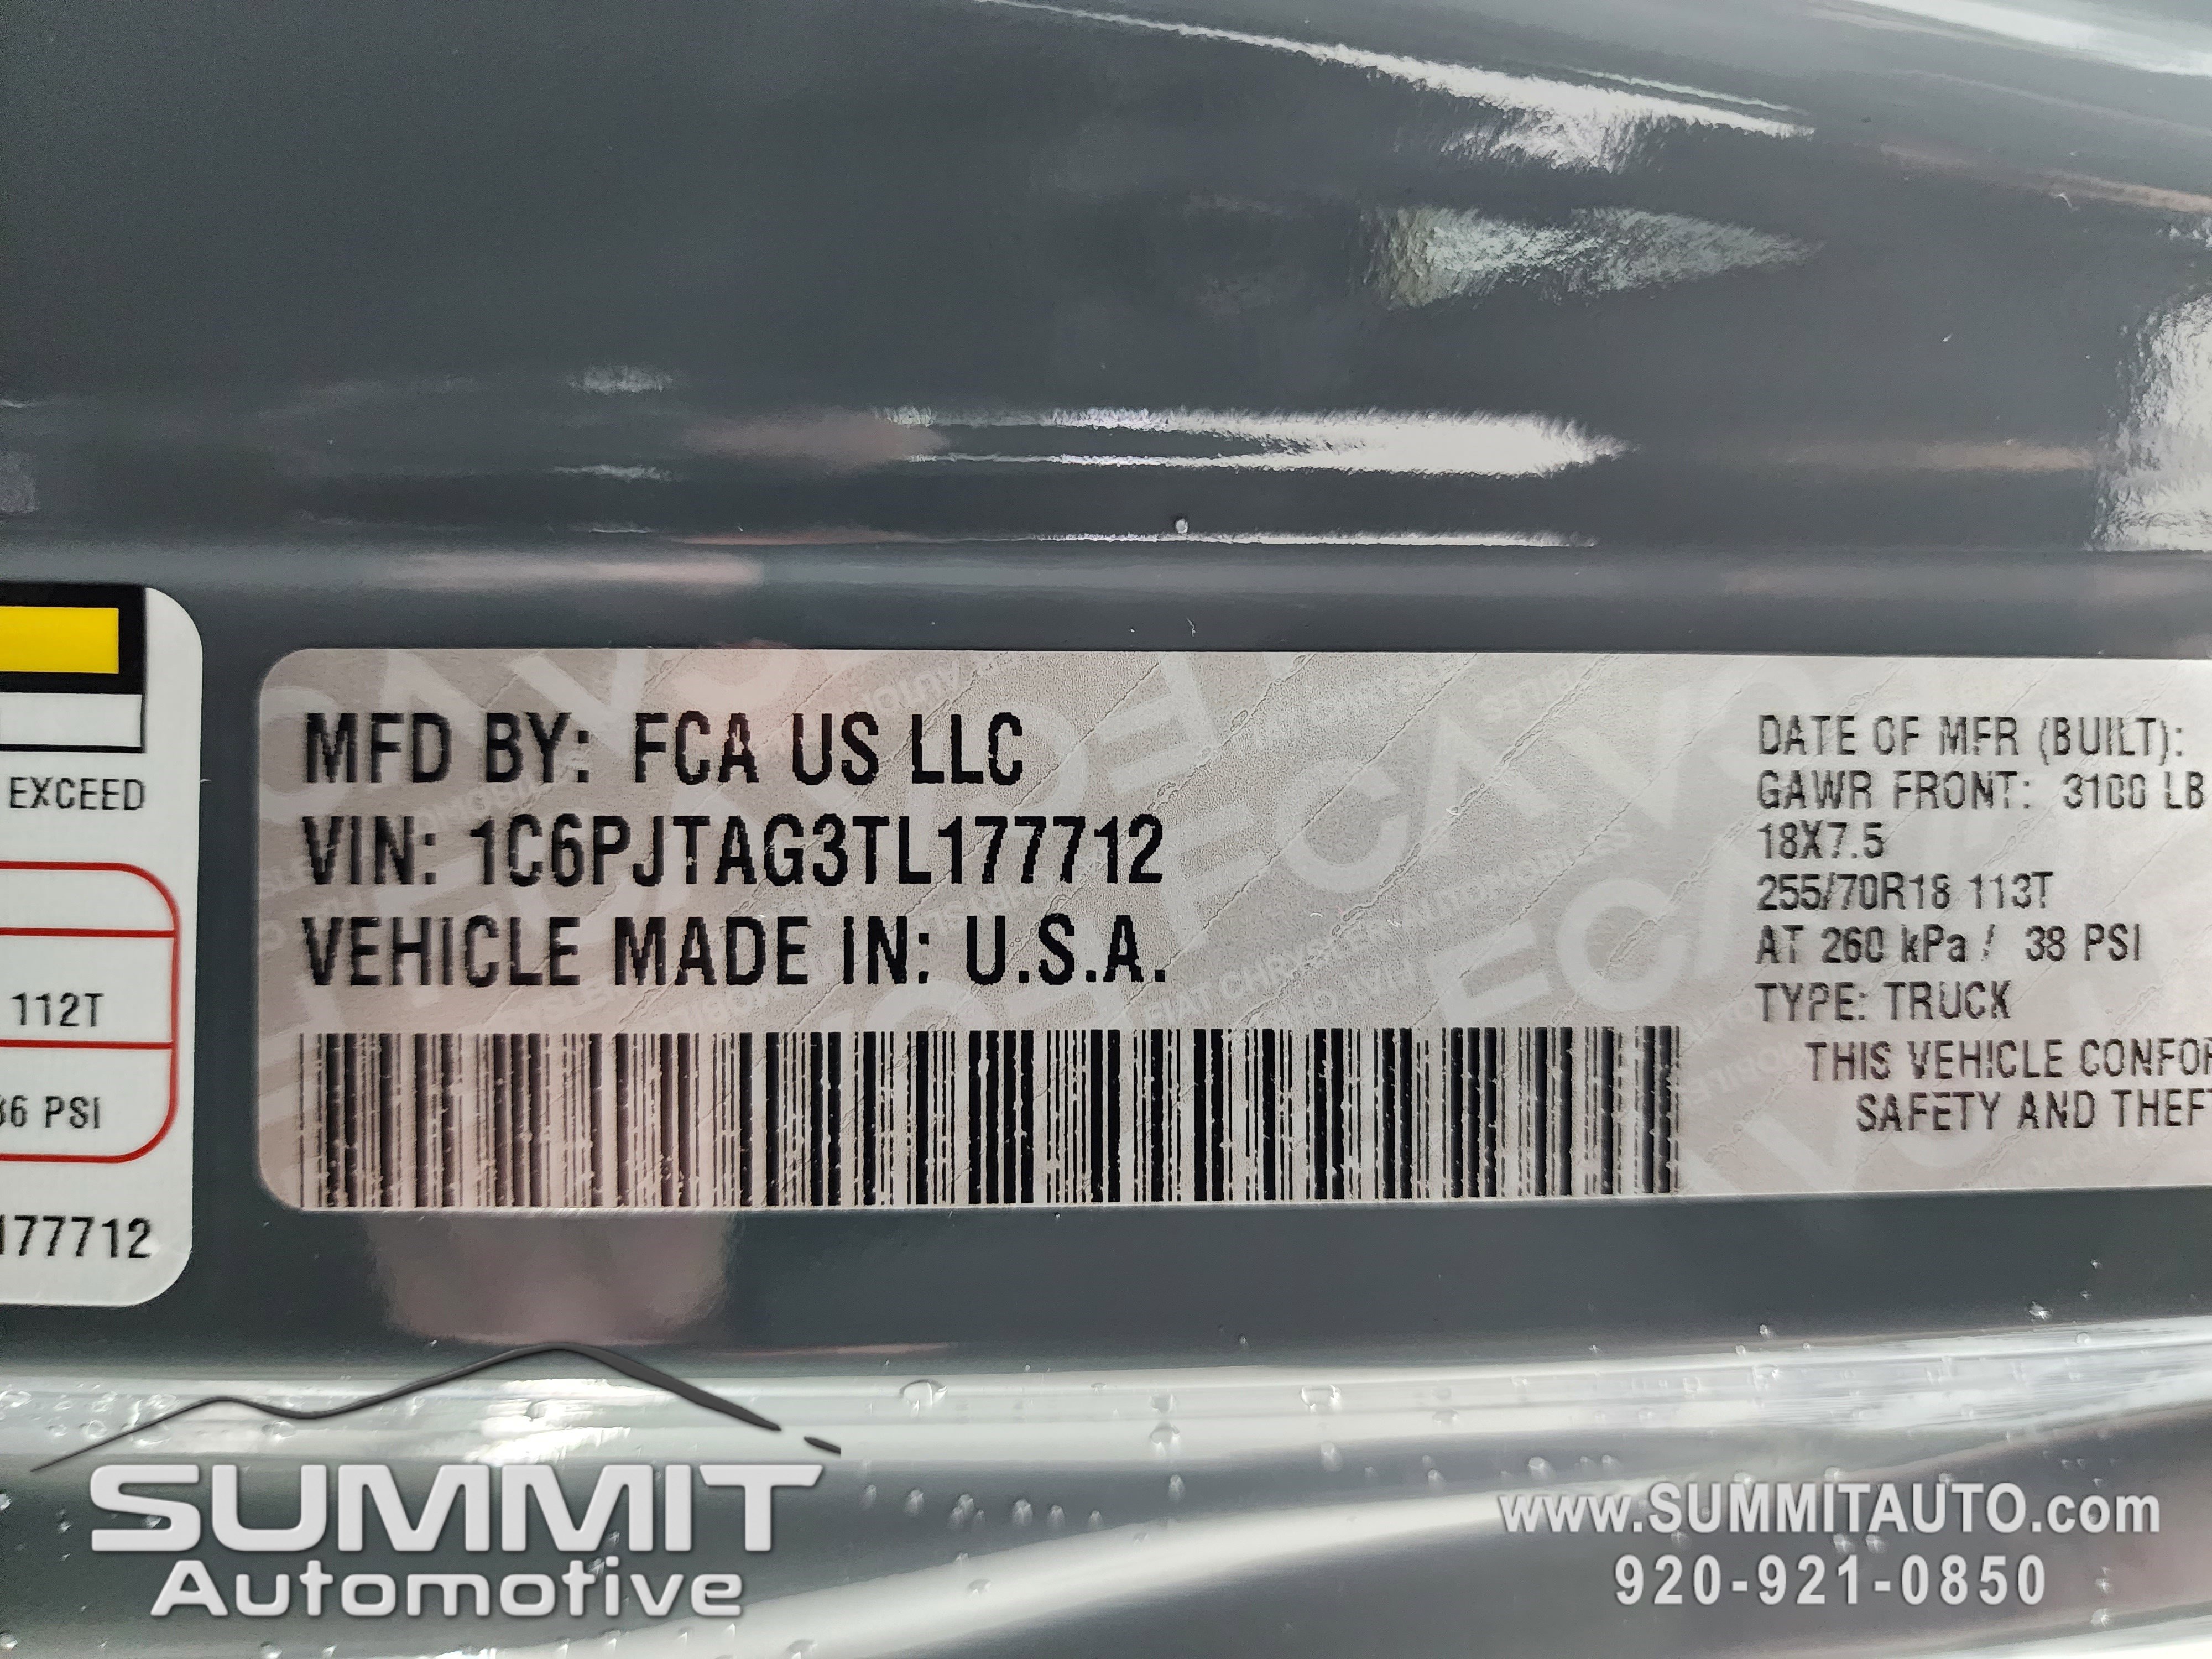 EXCEED
112T
36 PSI
177712
MFD BY: FCA US LLC
VIN: 1C6PJTAG3TL177712
VEHICLE MADE IN: U.S.A.
DATE OF MFR (BUILT):
GAWR FRONT: 3100 LB
18X7.5
255/70R18 113T
AT 260 kPa / 38 PSI
TYPE: TRUCK
THIS VEHICLE CONFOR
SAFETY AND THEFT
SUMMIT
Automotive
www.SUMMITAUTO.com
920-921-0850